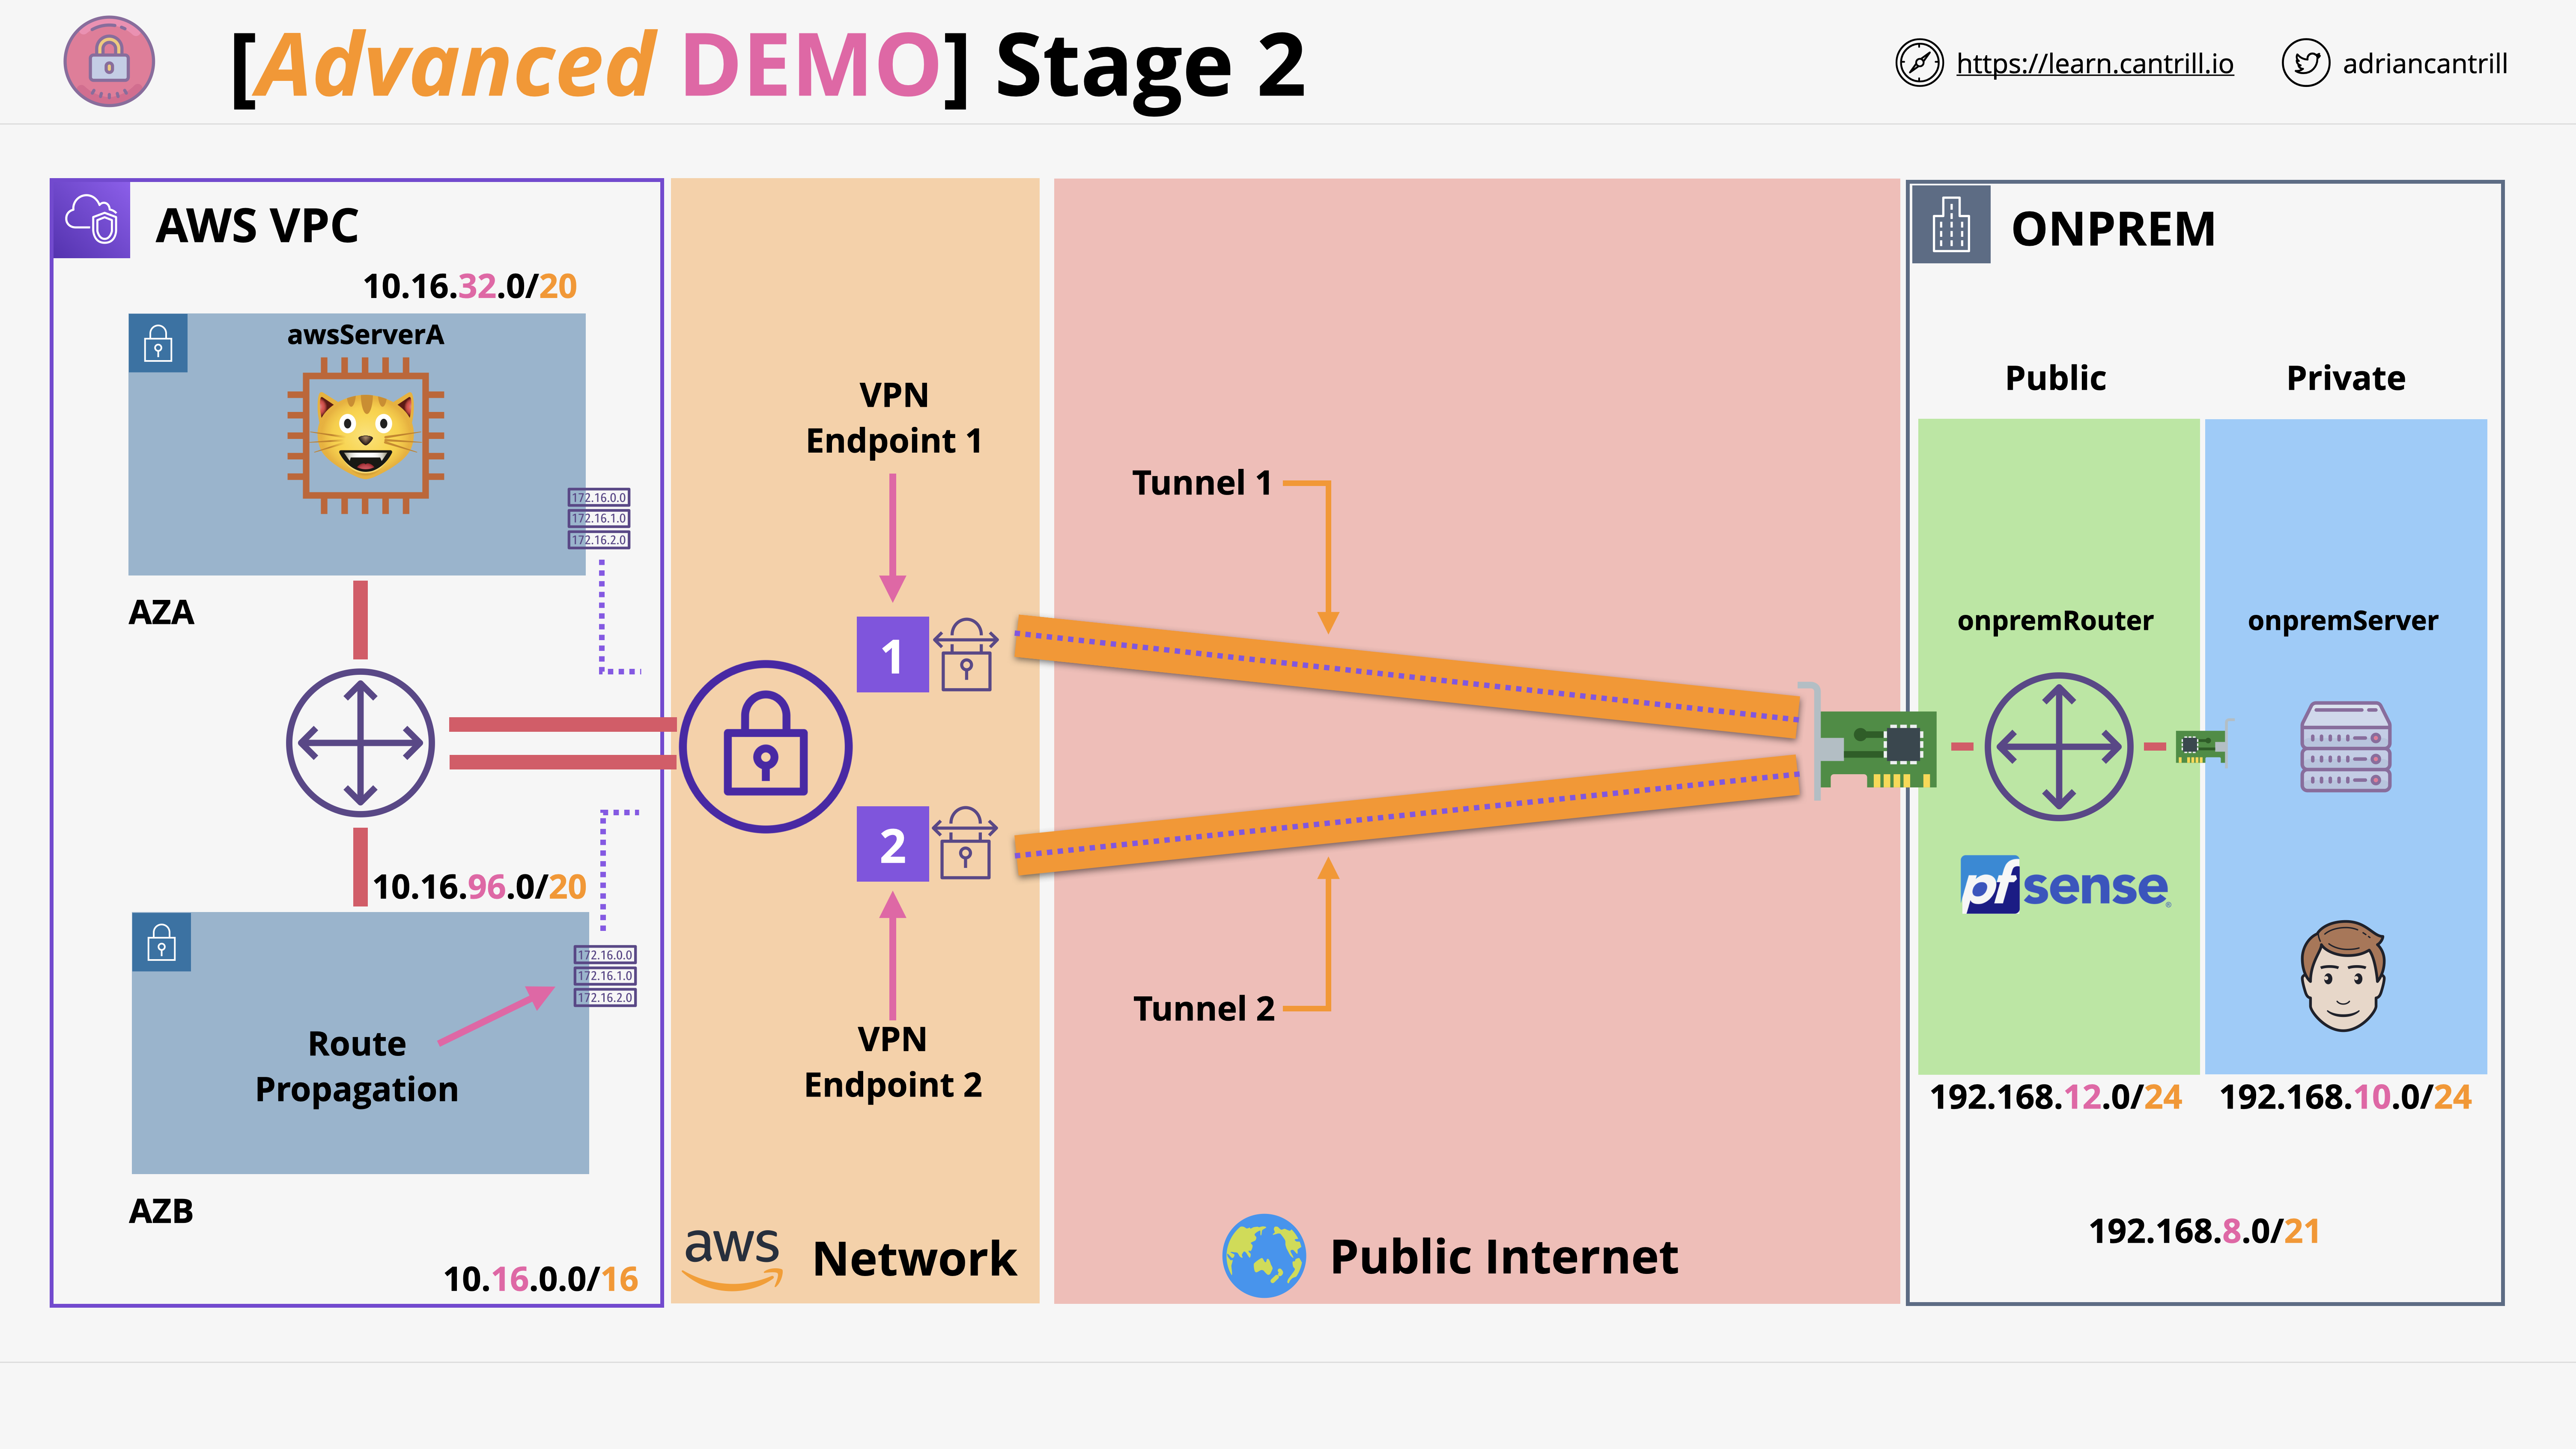 [Advanced DEMO] Stage 2
https://learn.cantrill.io
adriancantrill
AWS VPC
10.16.32.0/20
awsServerA
172.16.0.0
172.16.1.0
172.16.2.0
AZA
10.16.96.0/20
172.16.0.0
172.16.1.0
172.16.2.0
Route
Propagation
AZB
10.16.0.0/16
VPN
Endpoint 1
1
2
VPN
Endpoint 2
aws
Network
Tunnel 1
Tunnel 2
Public Internet
ONPREM
Public
Private
onpremRouter
onpremServer
pfsense
192.168.12.0/24
192.168.10.0/24
192.168.8.0/21